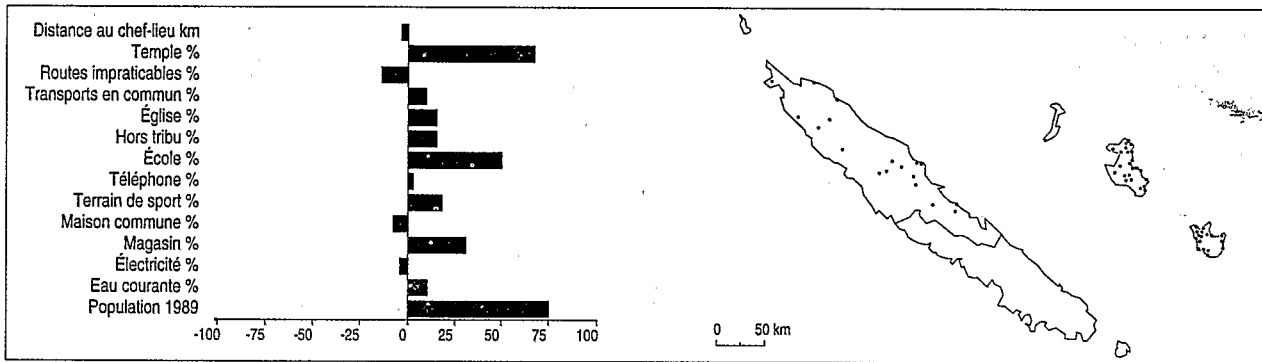 Distance au chef-lieu km
Temple %
Routes impraticables %
Transports en commun %
Église %
Hors tribu %
École %
Téléphone %
Terrain de sport %
Maison commune %
Magasin %
Électricité %
Eau courante %
Population 1989
-100 -75 -50 -25 0 25 50 75 100
0 50 km